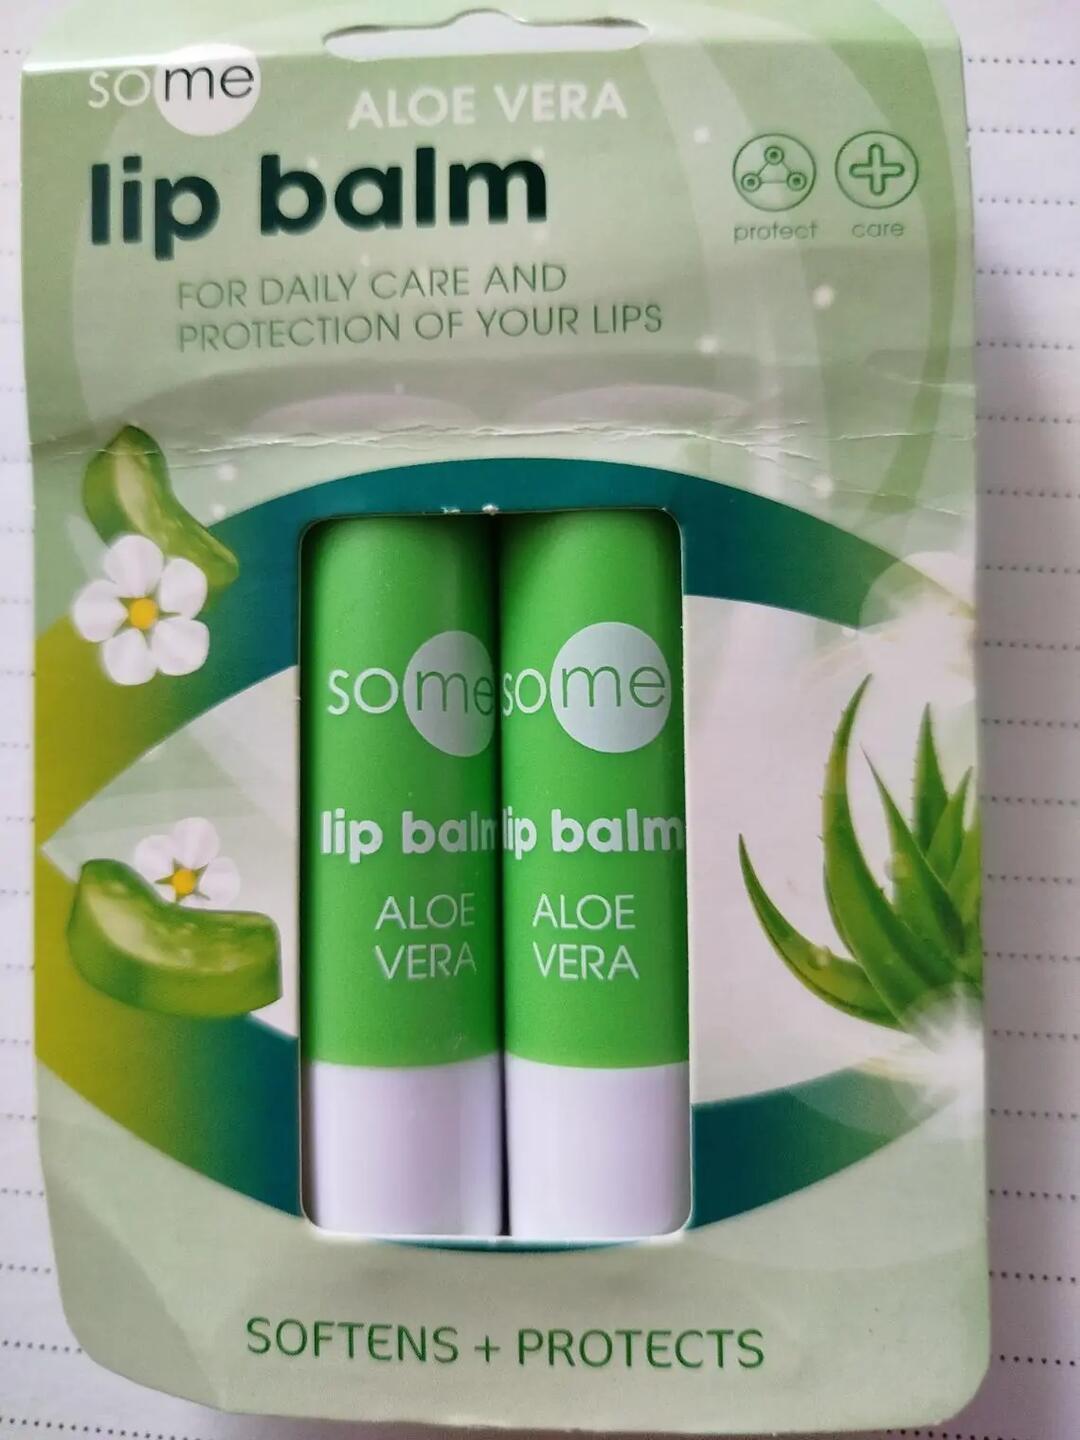 some
ALOE VERA
lip balm
protect care
FOR DAILY CARE AND
PROTECTION OF YOUR LIPS
some
lip balm
ALOE
VERA
some
lip balm
ALOE
VERA
SOFTENS + PROTECTS